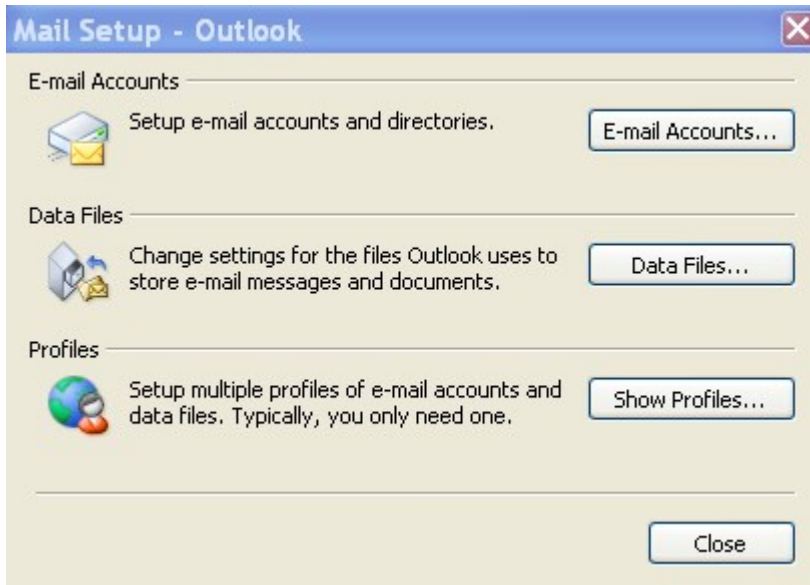 Mail Setup - Outlook
E-mail Accounts
Setup e-mail accounts and directories.
E-mail Accounts...
Data Files
Change settings for the files Outlook uses to
store e-mail messages and documents.
Data Files...
Profiles
Setup multiple profiles of e-mail accounts and
data files. Typically, you only need one.
Show Profiles...
Close